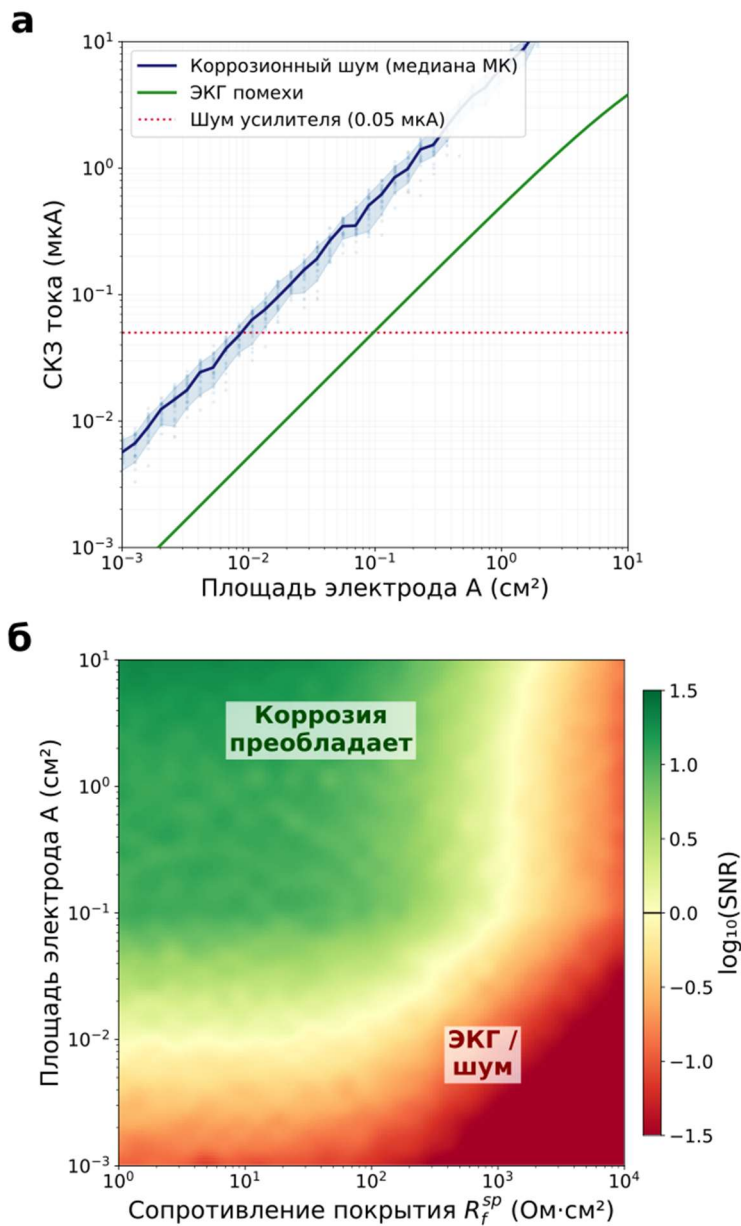 а
10¹
10⁰
10⁻¹
10⁻²
10⁻³
СКЗ тока (мкА)
Коррозионный шум (медиана МК)
ЭКГ помехи
Шум усилителя (0.05 мкА)
10⁻³ 10⁻² 10⁻¹ 10⁰ 10¹
Площадь электрода А (см²)
б
10¹
10⁰
10⁻¹
10⁻²
10⁻³
Площадь электрода А (см²)
Коррозия
преобладает
ЭКГ /
шум
10⁰ 10¹ 10² 10³ 10⁴
Сопротивление покрытия R_f^sp (Ом·см²)
1.5
1.0
0.5
0.0
−0.5
−1.0
−1.5
log₁₀(SNR)